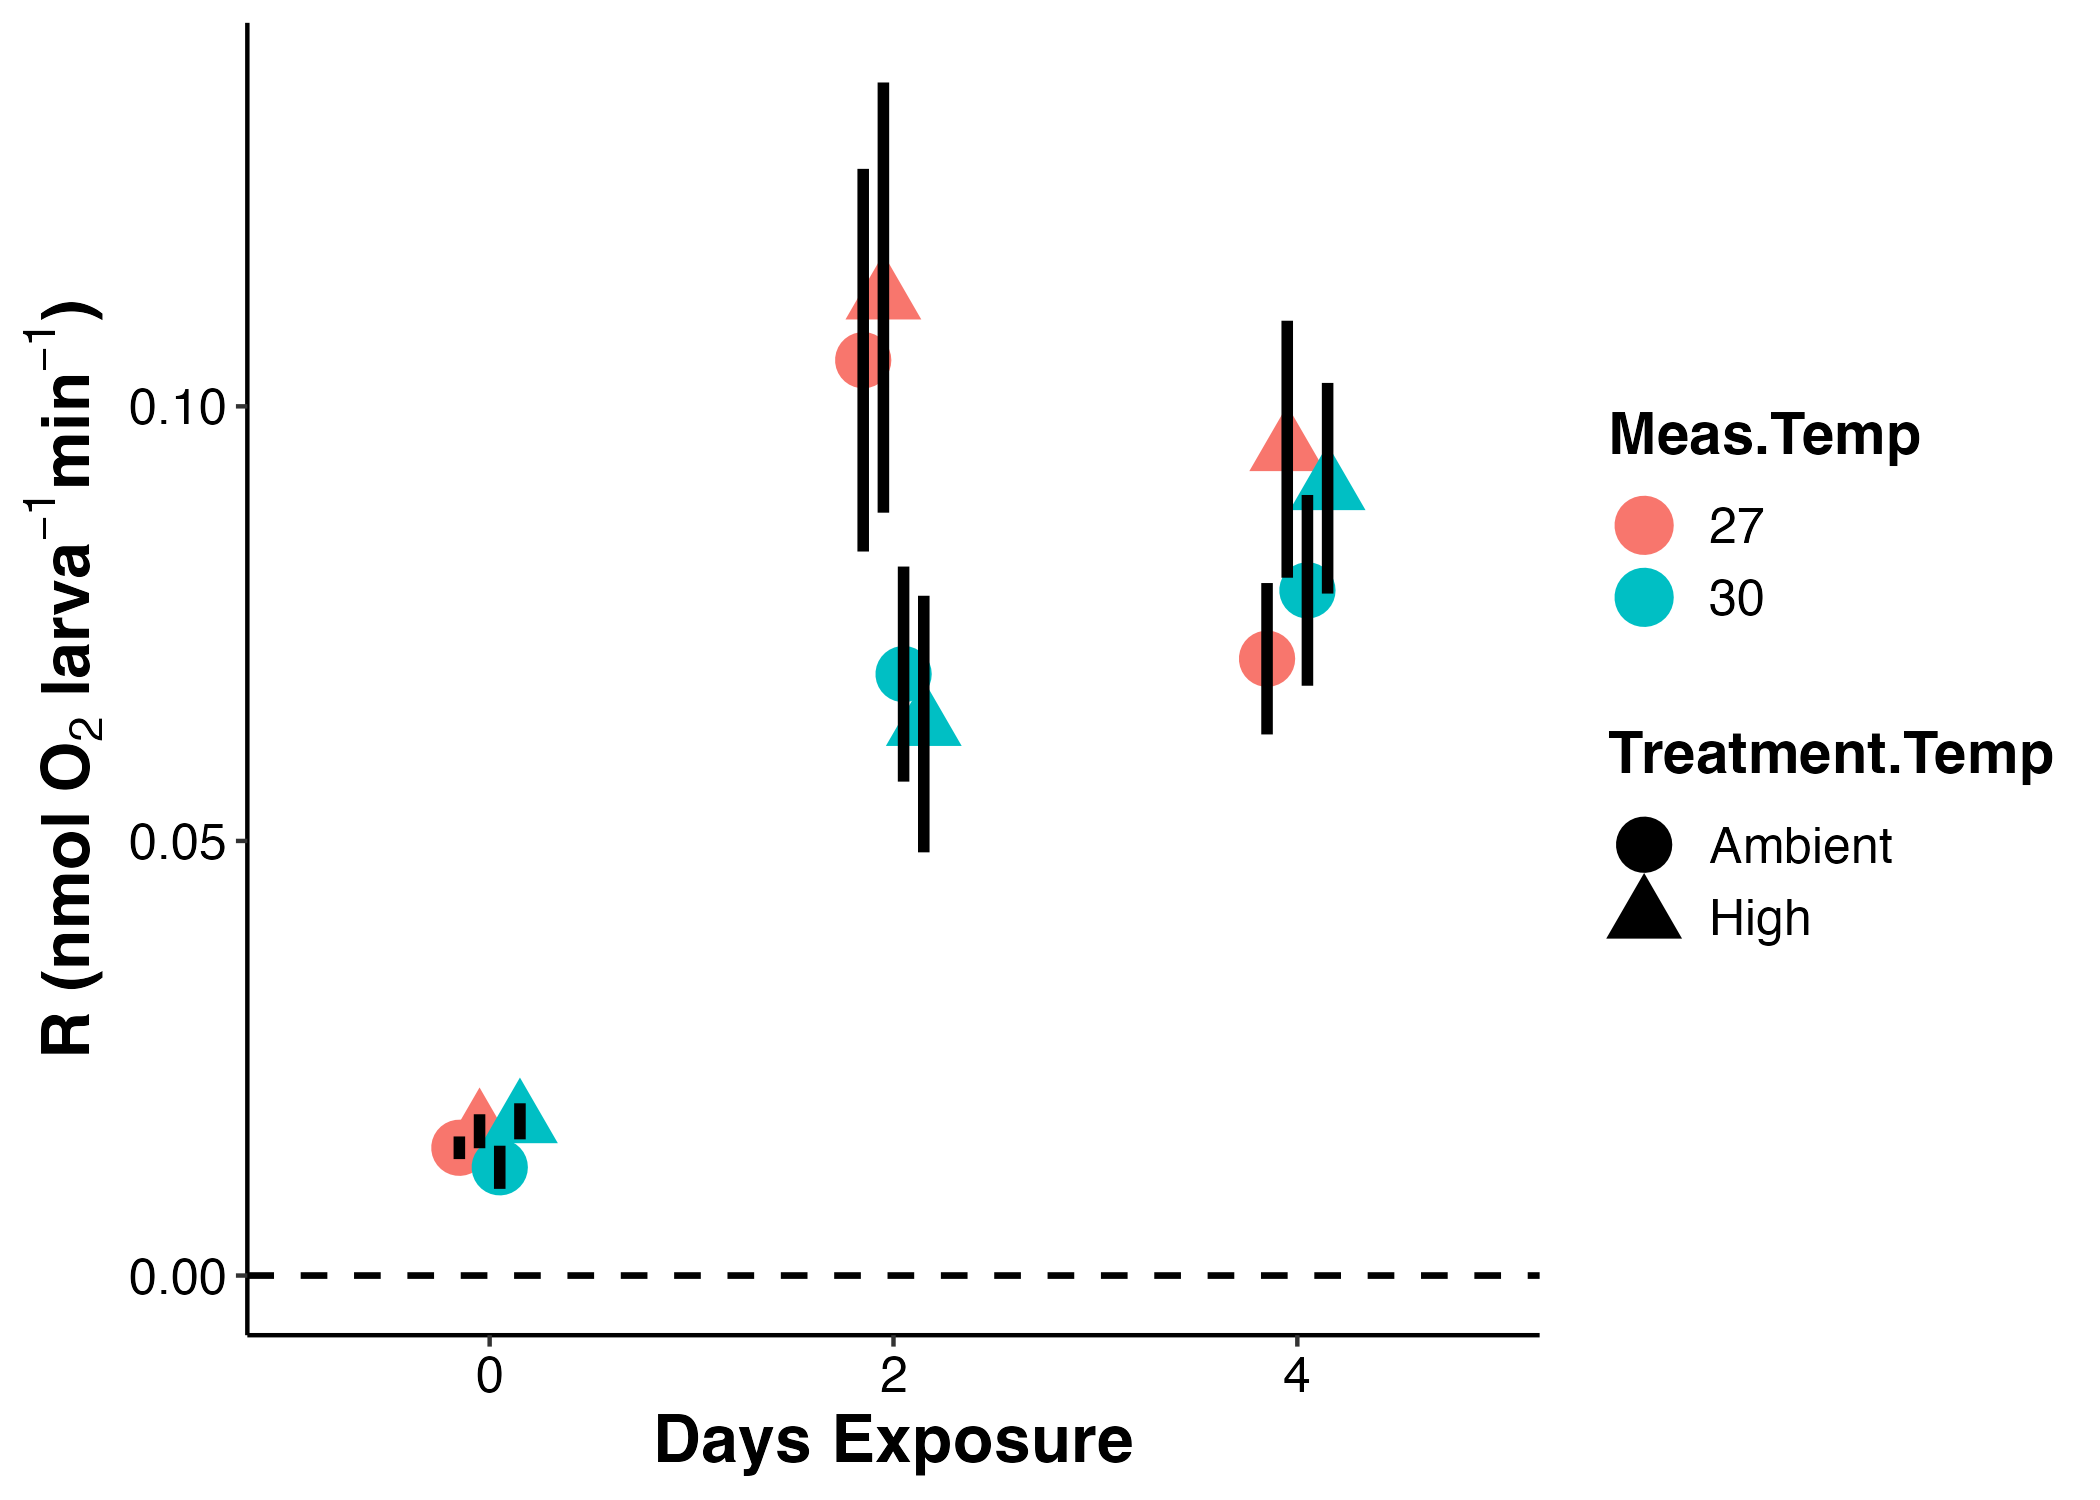 R (nmol O₂ larva⁻¹min⁻¹)
0.10
0.05
0.00
0 2 4
Days Exposure
Meas.Temp
27
30
Treatment.Temp
Ambient
High